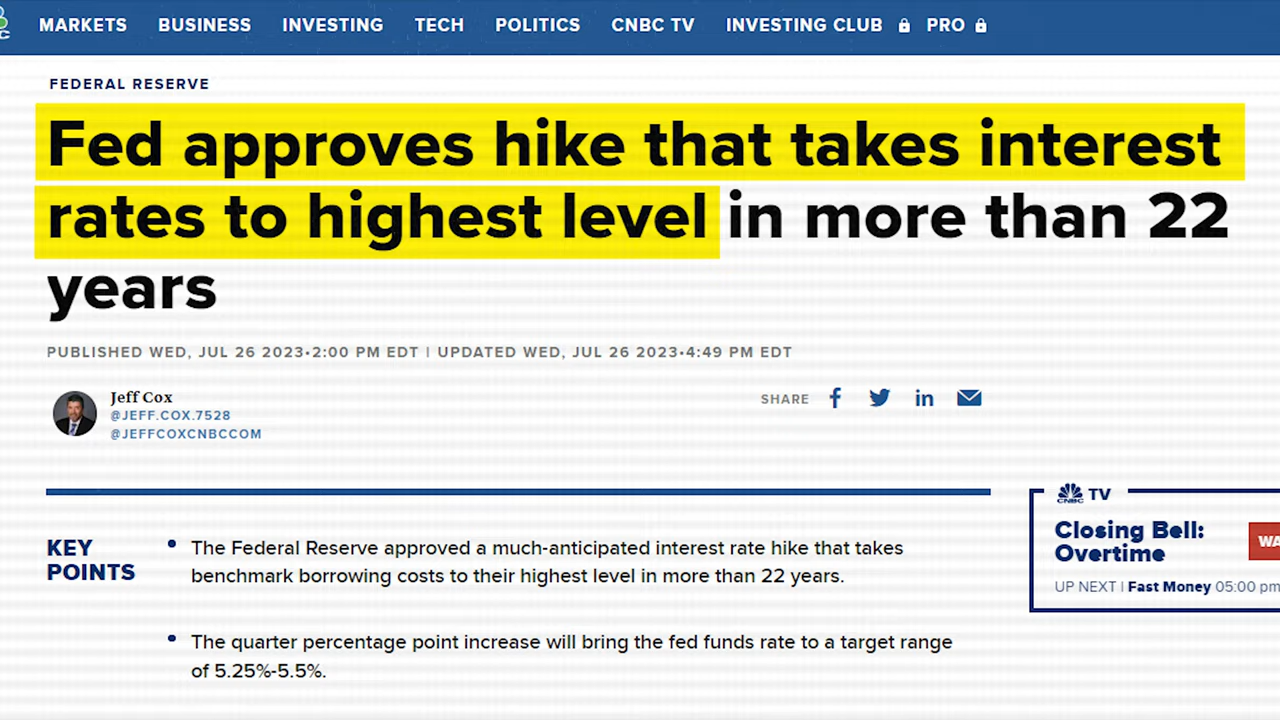 MARKETS BUSINESS INVESTING TECH POLITICS CNBC TV INVESTING CLUB PRO
FEDERAL RESERVE
Fed approves hike that takes interest
rates to highest level in more than 22
years
PUBLISHED WED, JUL 26 2023•2:00 PM EDT | UPDATED WED, JUL 26 2023•4:49 PM EDT
Jeff Cox
@JEFF.COX.7528
@JEFFCOXCNBCCOM
SHARE
KEY
POINTS
• The Federal Reserve approved a much-anticipated interest rate hike that takes
benchmark borrowing costs to their highest level in more than 22 years.
• The quarter percentage point increase will bring the fed funds rate to a target range
of 5.25%-5.5%.
CNBC TV
Closing Bell:
Overtime
UP NEXT | Fast Money 05:00 pm